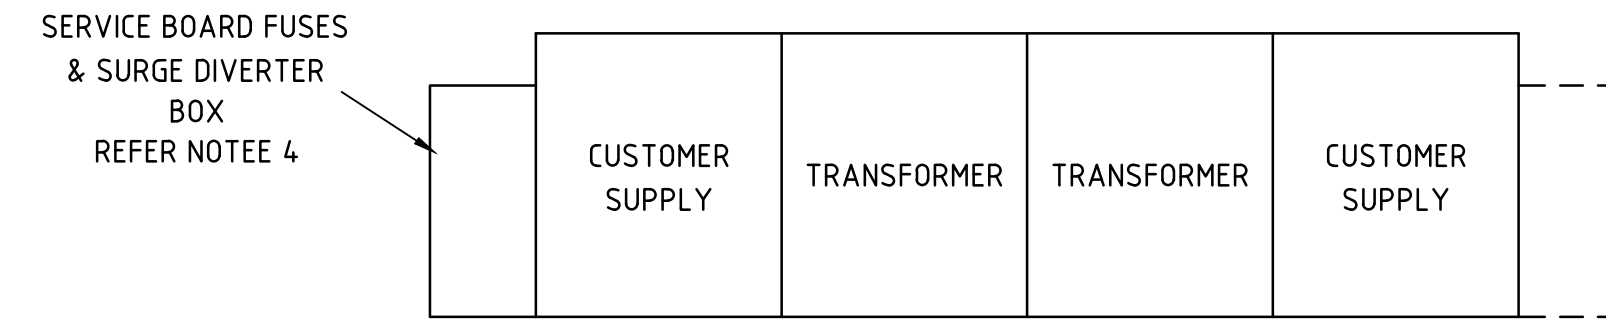 SERVICE BOARD FUSES
& SURGE DIVERTER
BOX
REFER NOTEE 4
CUSTOMER
SUPPLY
TRANSFORMER
TRANSFORMER
CUSTOMER
SUPPLY